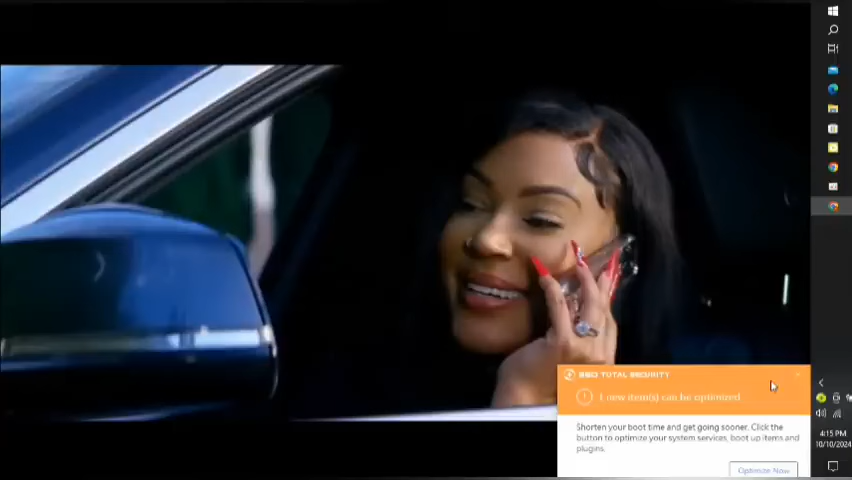 360 TOTAL SECURITY
1 new item(s) can be optimized
Shorten your boot time and get going sooner. Click the
button to optimize your system services, boot up items and
plugins.
Optimize Now
4:15 PM
10/10/2024